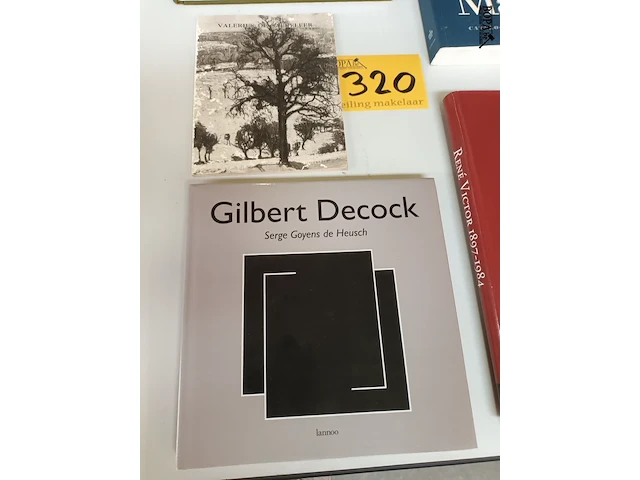 320
eiling makelaar
Gilbert Decock
Serge Goyens de Heusch
lannoo
RENÉ VICTOR 1897-1984